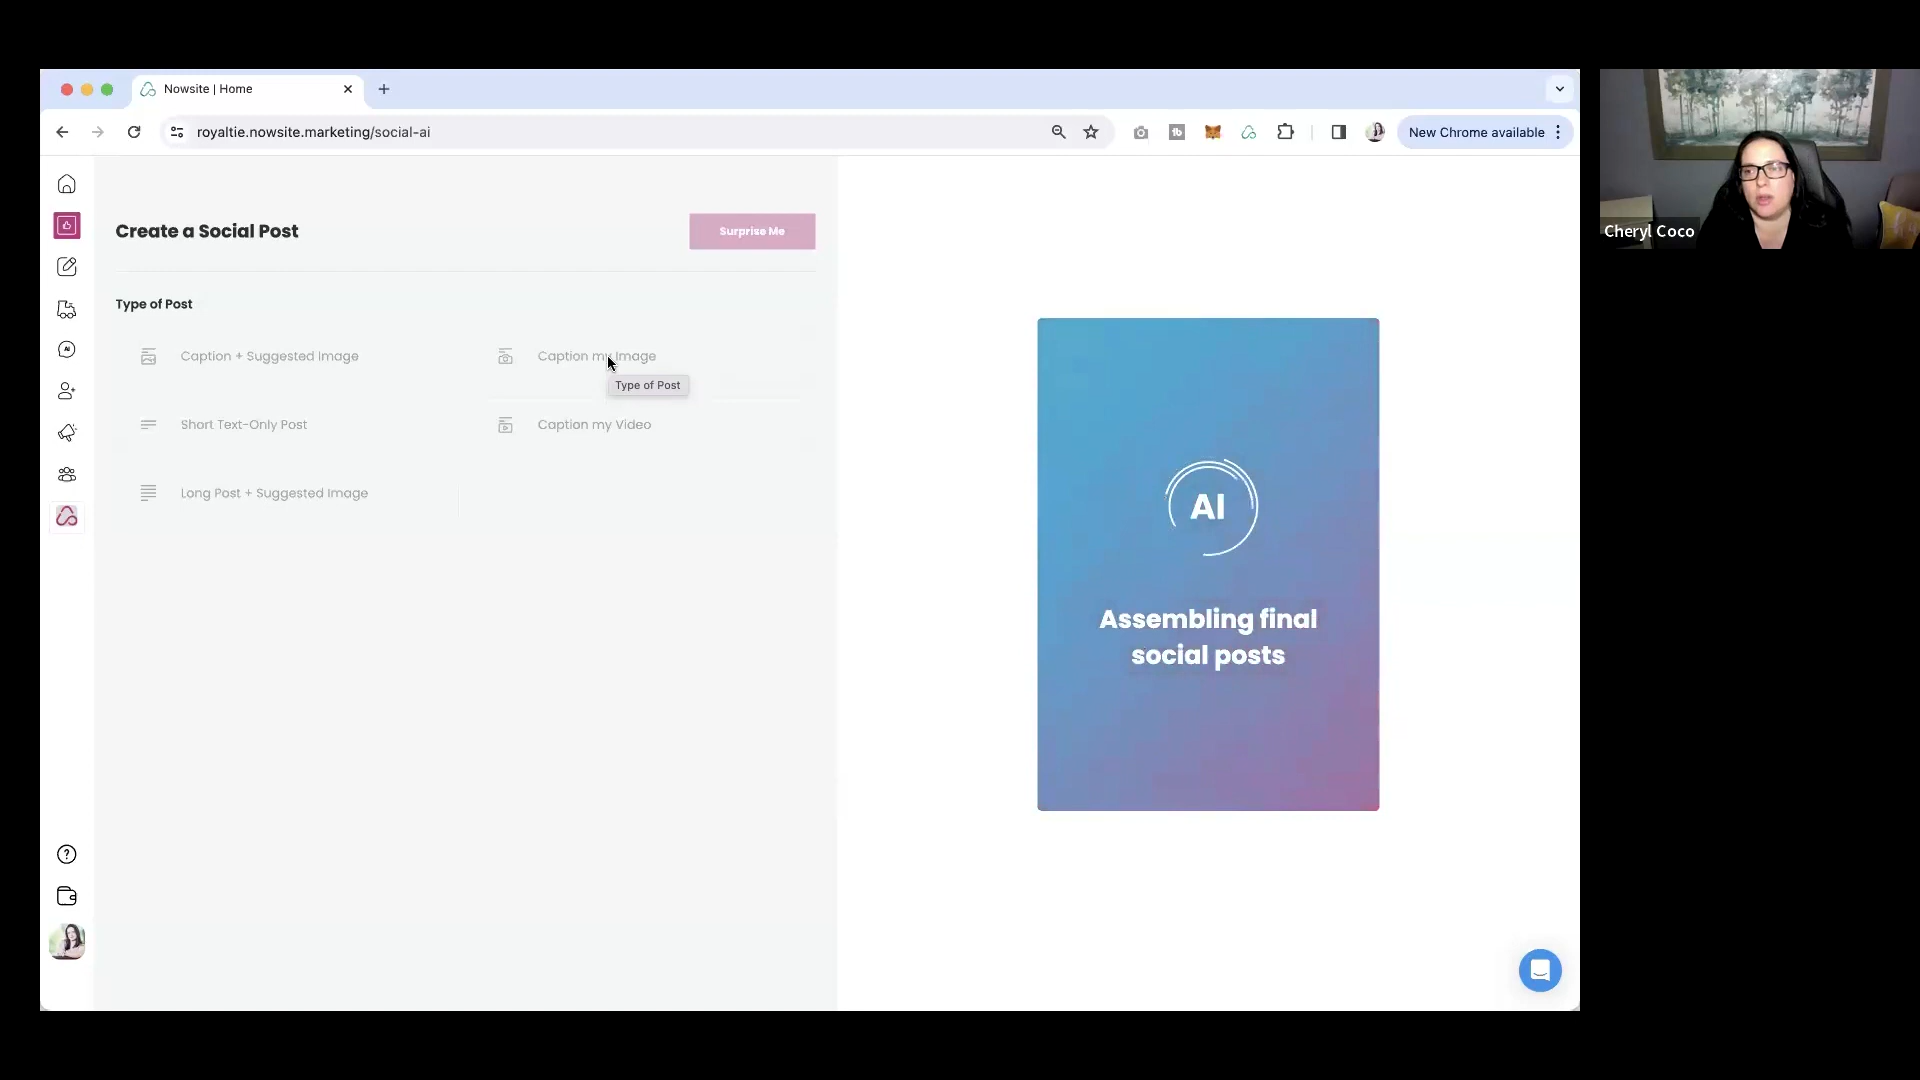 Nowsite | Home
royaltie.nowsite.marketing/social-ai
tb
New Chrome available
Create a Social Post
Surprise Me
Type of Post
Caption + Suggested Image
Caption my Image
Type of Post
Short Text-Only Post
Caption my Video
Long Post + Suggested Image
AI
AI
Assembling final
social posts
Cheryl Coco